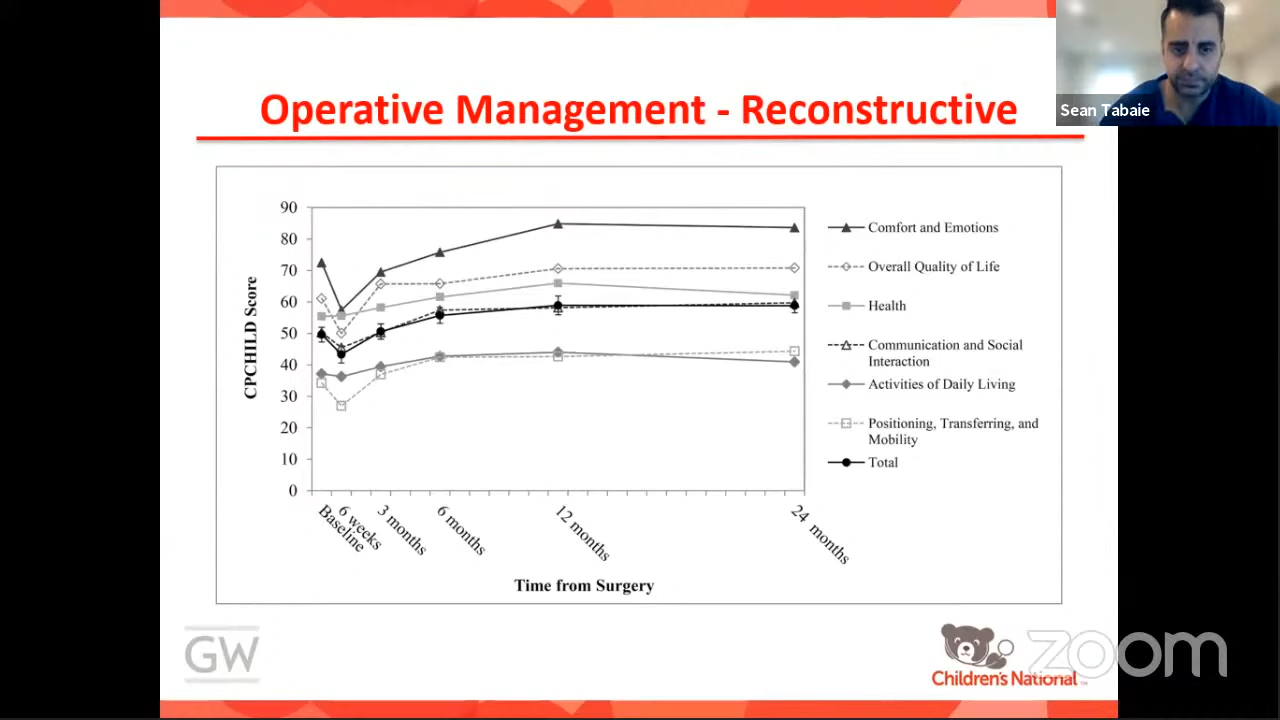 Operative Management - Reconstructive
Sean Tabaie
CPCHILD Score
90
80
70
60
50
40
30
20
10
0
Baseline
6 weeks
3 months
6 months
12 months
24 months
Time from Surgery
Comfort and Emotions
Overall Quality of Life
Health
Communication and Social
Interaction
Activities of Daily Living
Positioning, Transferring, and
Mobility
Total
GW
Children's National
zoom